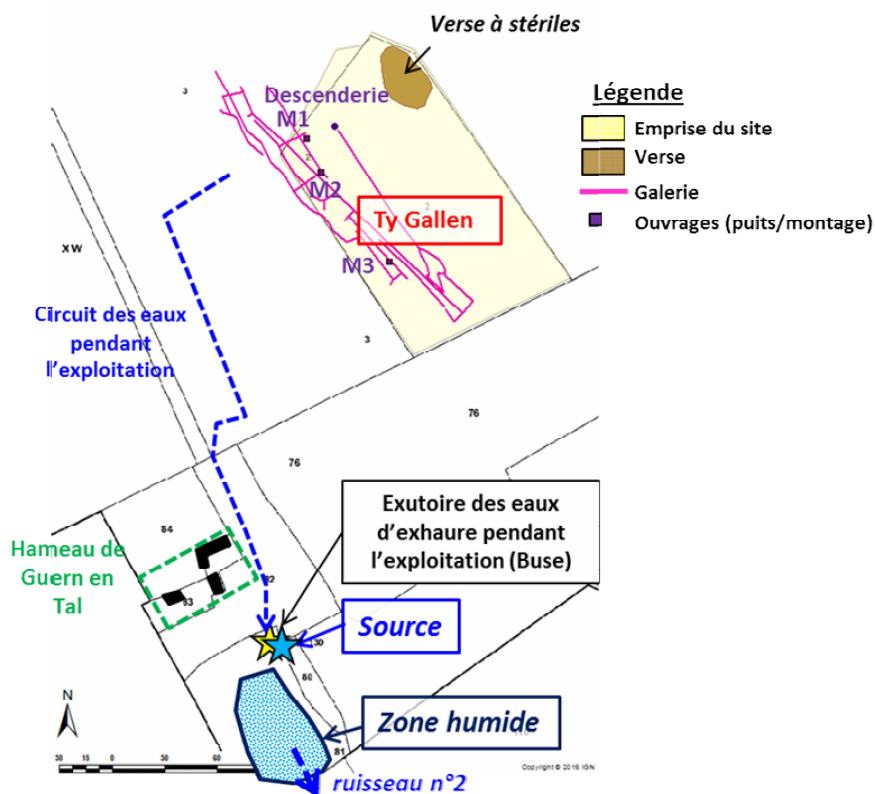 Verse à stériles
Légende
Emprise du site
Verse
Galerie
Ouvrages (puits/montage)
3
Descenderie
M1
2
M2
2
Ty Gallen
M3
XW
Circuit des eaux
pendant
l'exploitation
3
76
76
Exutoire des eaux
d'exhaure pendant
l'exploitation (Buse)
84
Hameau de
Guern en
Tal
82
83
Source
30
80
Zone humide
N
81
30 15 0 30 60
ruisseau n°2
Copyright © 2016 IGN